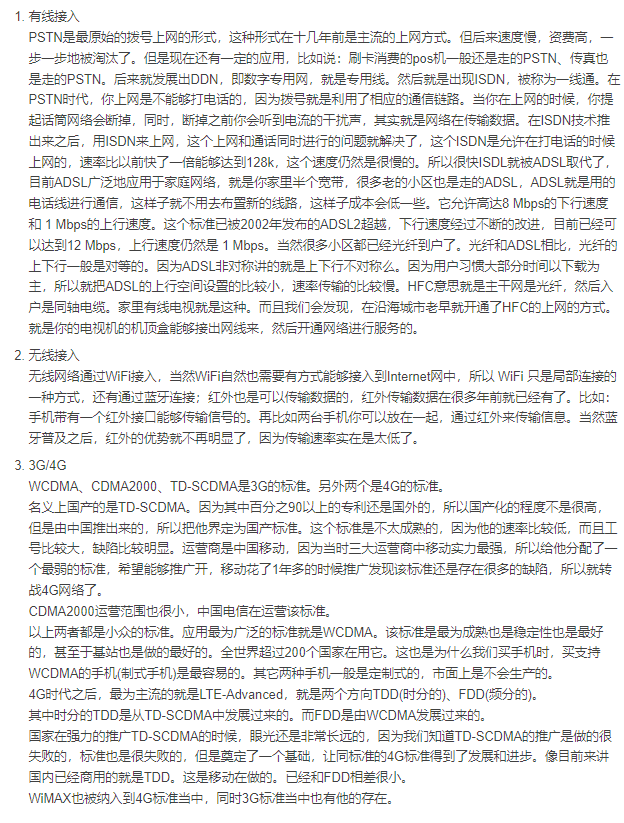 1. 有线接入
PSTN是最原始的拨号上网的形式，这种形式在十几年前是主流的上网方式。但后来速度慢，资费高，一
步一步地被淘汰了。但是现在还有一定的应用，比如说：刷卡消费的pos机一般还是走的PSTN、传真也
是走的PSTN。后来就发展出DDN，即数字专用网，就是专用线。然后就是出现ISDN，被称为一线通。在
PSTN时代，你上网是不能够打电话的，因为拨号就是利用了相应的通信链路。当你在上网的时候，你提
起话筒网络会断掉，同时，断掉之前你会听到电流的干扰声，其实就是网络在传输数据。在ISDN技术推
出来之后，用ISDN来上网，这个上网和通话同时进行的问题就解决了，这个ISDN是允许在打电话的时候
上网的，速率比以前快了一倍能够达到128k，这个速度仍然是很慢的。所以很快ISDL就被ADSL取代了，
目前ADSL广泛地应用于家庭网络，就是你家里半个宽带，很多老的小区也是走的ADSL，ADSL就是用的
电话线进行通信，这样子就不用去布置新的线路，这样子成本会低一些。它允许高达8 Mbps的下行速度
和 1 Mbps的上行速度。这个标准已被2002年发布的ADSL2超越，下行速度经过不断的改进，目前已经可
以达到12 Mbps，上行速度仍然是 1 Mbps。当然很多小区都已经光纤到户了。光纤和ADSL相比，光纤的
上下行一般是对等的。因为ADSL非对称讲的就是上下行不对称么。因为用户习惯大部分时间以下载为
主，所以就把ADSL的上行空间设置的比较小，速率传输的比较慢。HFC意思就是主干网是光纤，然后入
户是同轴电缆。家里有线电视就是这种。而且我们会发现，在沿海城市老早就开通了HFC的上网的方式。
就是你的电视机的机顶盒能够接出网线来，然后开通网络进行服务的。
2. 无线接入
无线网络通过WiFi接入，当然WiFi自然也需要有方式能够接入到Internet网中，所以 WiFi 只是局部连接的
一种方式，还有通过蓝牙连接；红外也是可以传输数据的，红外传输数据在很多年前就已经有了。比如：
手机带有一个红外接口能够传输信号的。再比如两台手机你可以放在一起，通过红外来传输信息。当然蓝
牙普及之后，红外的优势就不再明显了，因为传输速率实在是太低了。
3. 3G/4G
WCDMA、CDMA2000、TD-SCDMA是3G的标准。另外两个是4G的标准。
名义上国产的是TD-SCDMA。因为其中百分之90以上的专利还是国外的，所以国产化的程度不是很高，
但是由中国推出来的，所以把他界定为国产标准。这个标准是不太成熟的，因为他的速率比较低，而且工
号比较大，缺陷比较明显。运营商是中国移动，因为当时三大运营商中移动实力最强，所以给他分配了一
个最弱的标准，希望能够推广开，移动花了1年多的时候推广发现该标准还是存在很多的缺陷，所以就转
战4G网络了。
CDMA2000运营范围也很小，中国电信在运营该标准。
以上两者都是小众的标准。应用最为广泛的标准就是WCDMA。该标准是最为成熟也是稳定性也是最好
的，甚至于基站也是做的最好的。全世界超过200个国家在用它。这也是为什么我们买手机时，买支持
WCDMA的手机(制式手机)是最容易的。其它两种手机一般是定制式的，市面上是不会生产的。
4G时代之后，最为主流的就是LTE-Advanced，就是两个方向TDD(时分的)、FDD(频分的)。
其中时分的TDD是从TD-SCDMA中发展过来的。而FDD是由WCDMA发展过来的。
国家在强力的推广TD-SCDMA的时候，眼光还是非常长远的，因为我们知道TD-SCDMA的推广是做的很
失败的，标准也是很失败的，但是奠定了一个基础，让同标准的4G标准得到了发展和进步。像目前来讲
国内已经商用的就是TDD。这是移动在做的。已经和FDD相差很小。
WiMAX也被纳入到4G标准当中，同时3G标准当中也有他的存在。